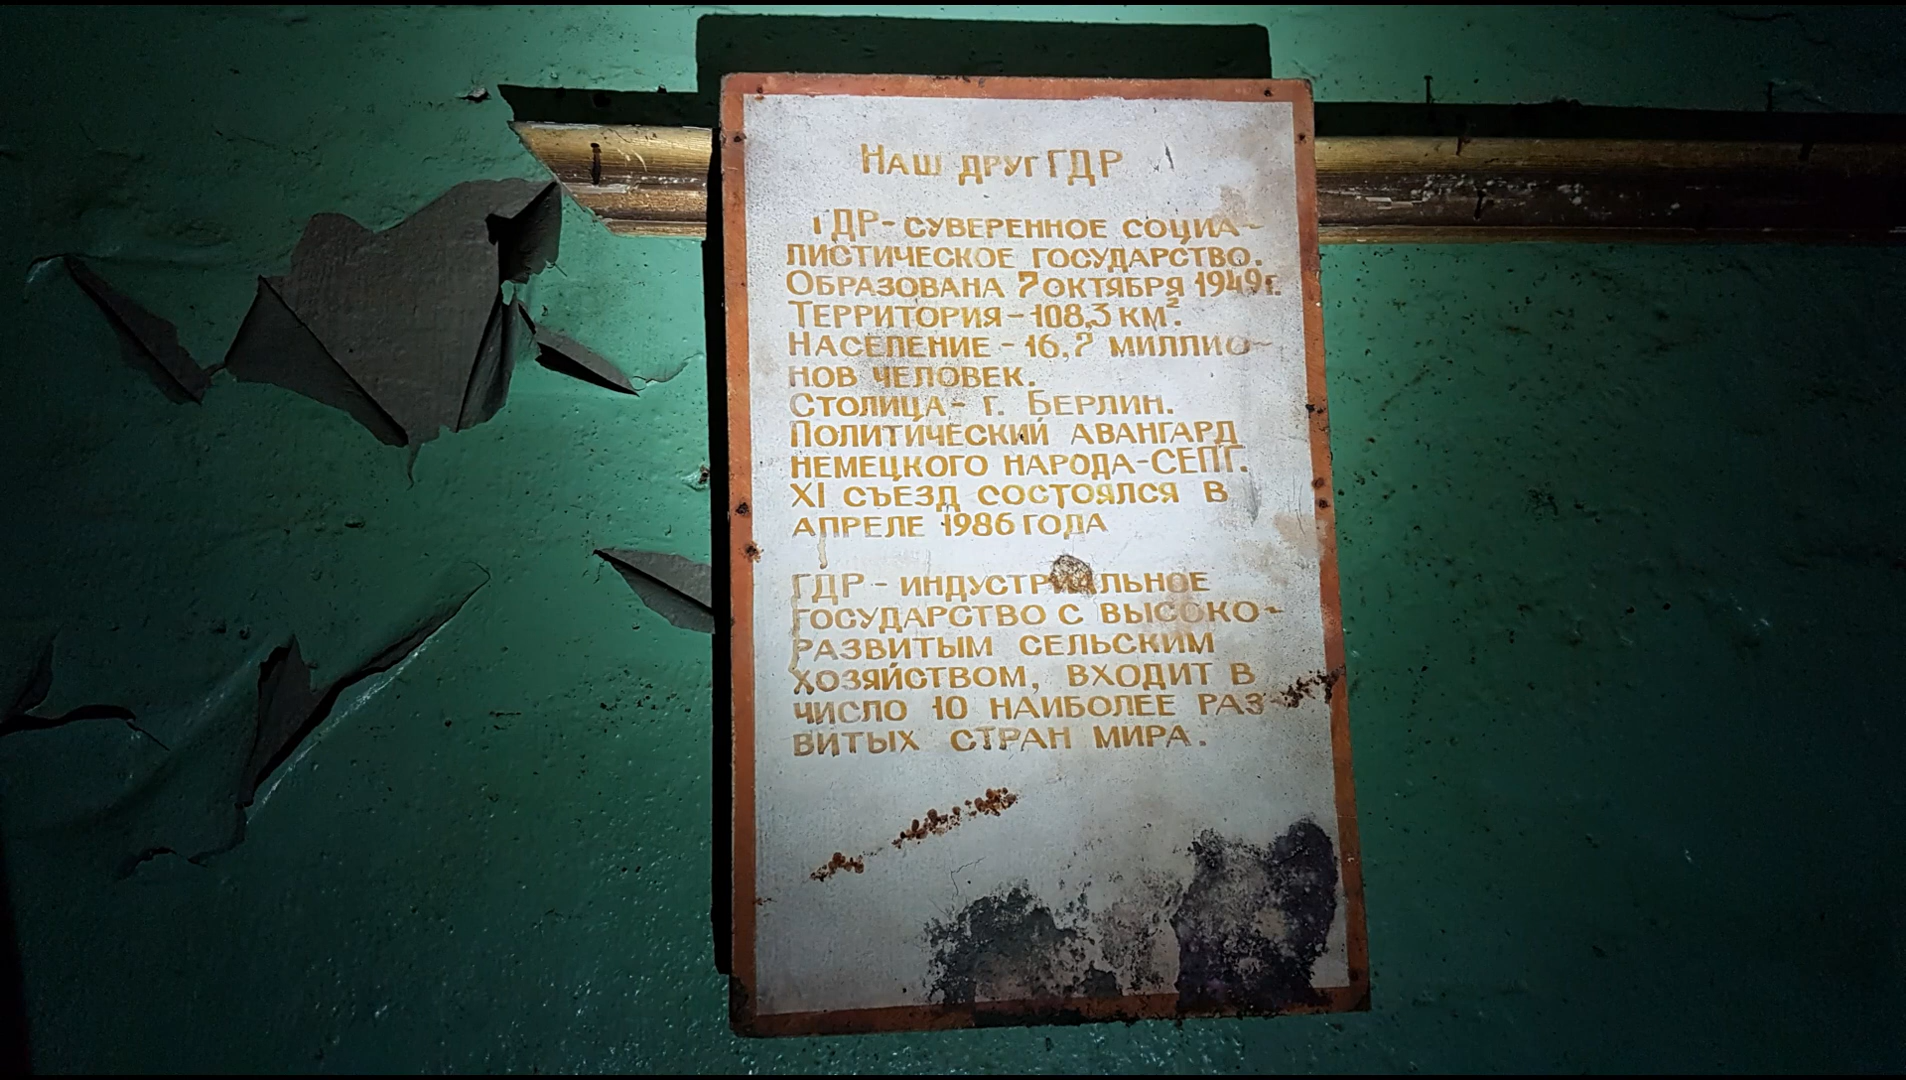 Наш друг ГДР
ГДР - суверенное социа-
листическое государство.
Образована 7 октября 1949г.
Территория - 108,3 км².
Население - 16,7 миллио-
нов человек.
Столица - г. Берлин.
Политический авангард
немецкого народа - СЕПГ.
XI съезд состоялся в
апреле 1986 года
ГДР - индустриальное
государство с высоко-
развитым сельским
хозяйством, входит в
число 10 наиболее раз-
витых стран мира.